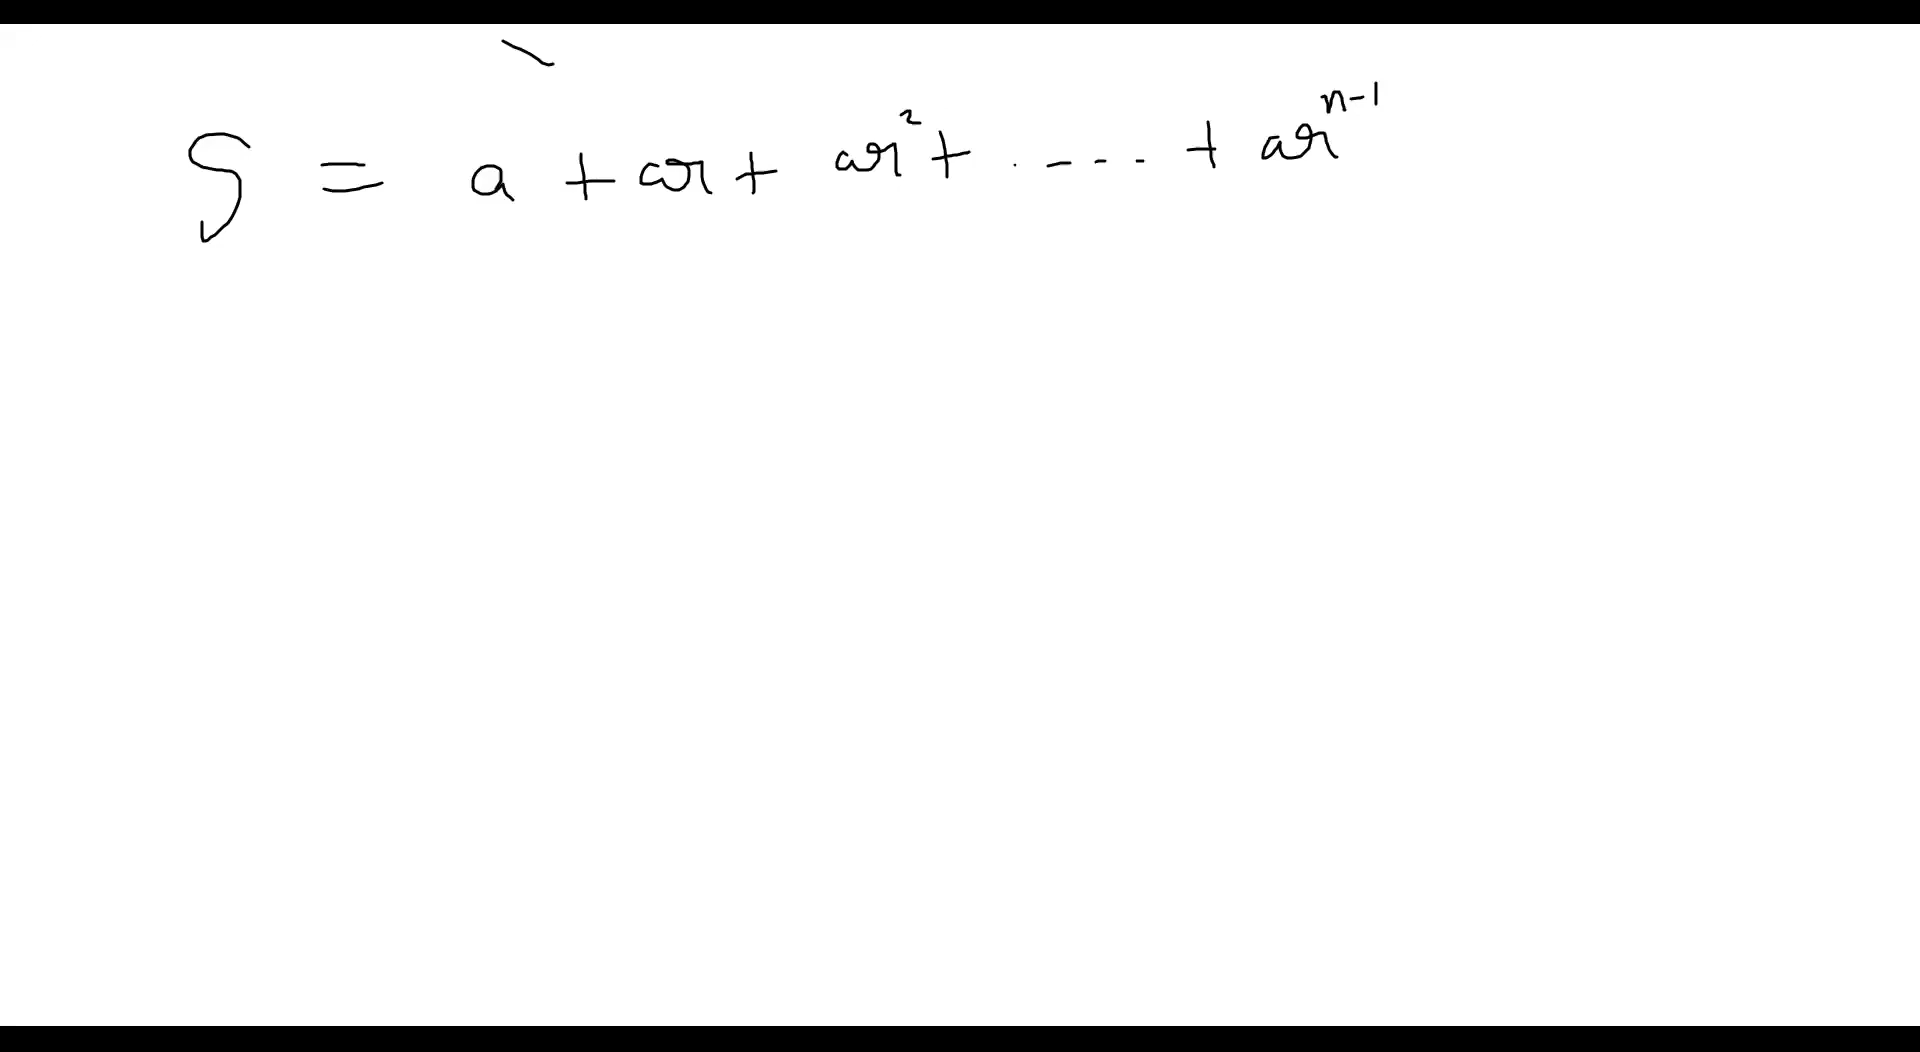 S = a + ar + ar² + . - - - . + arⁿ⁻¹